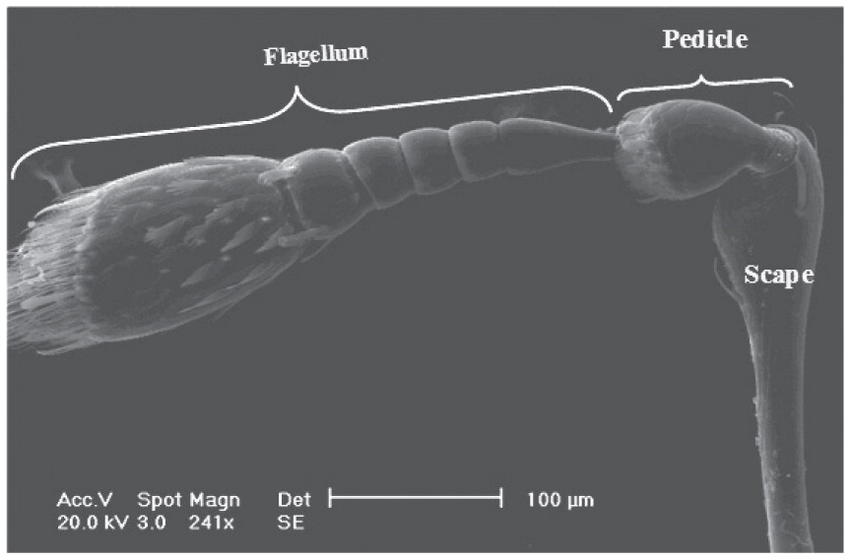 Flagellum
Pedicle
Scape
Acc.V Spot Magn Det 100 µm
20.0 kV 3.0 241x SE